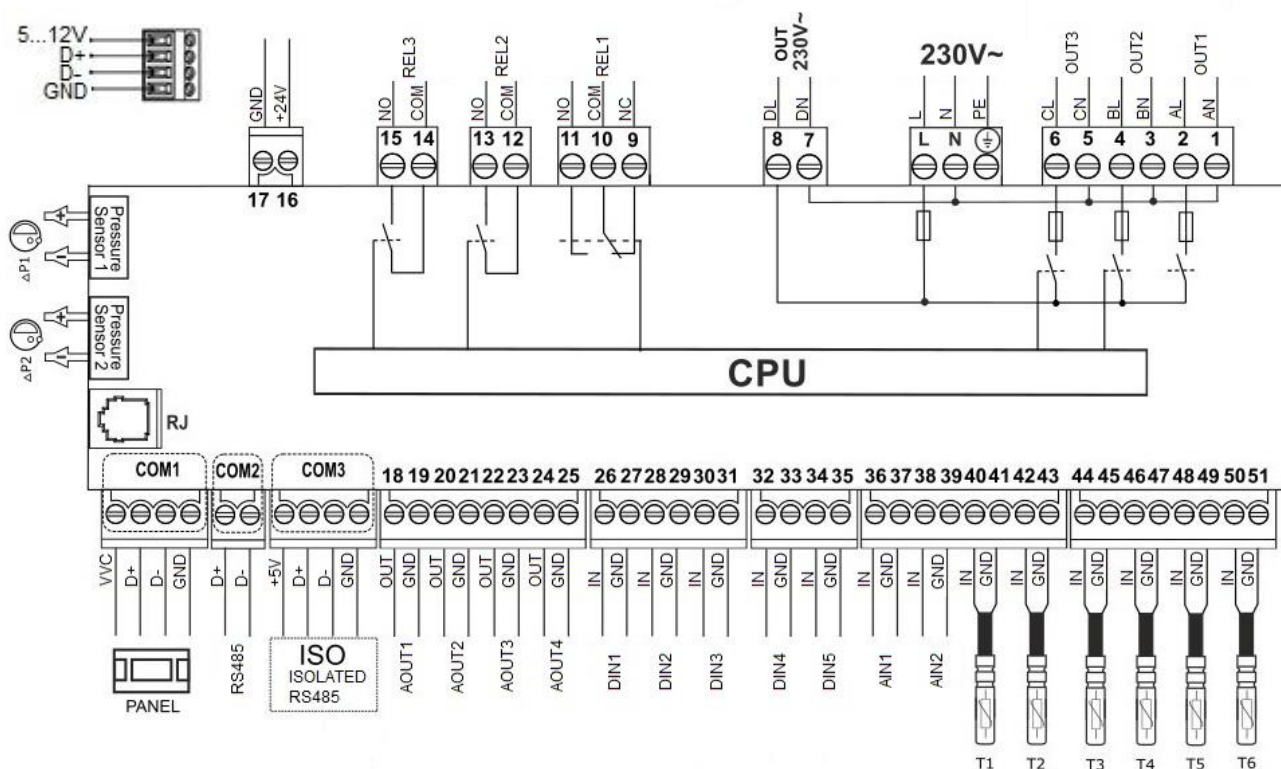 5...12V
D+
D-
GND
GND
+24V
17 16
NO
COM
REL3
15 14
NO
COM
REL2
13 12
NO
COM
NC
REL1
11 10 9
OUT
230V~
DL
DN
8 7
230V~
L
N
PE
L N
OUT3
OUT2
OUT1
CL
CN
BL
BN
AL
AN
6 5 4 3 2 1
Pressure
Sensor 1
+
-
△P1
Pressure
Sensor 2
+
-
△P2
RJ
CPU
COM1 COM2 COM3
18 19 20 21 22 23 24 25 26 27 28 29 30 31 32 33 34 35 36 37 38 39 40 41 42 43 44 45 46 47 48 49 50 51
VVC D+ D- GND
D+ D-
+5V D+ D- GND
OUT GND OUT GND OUT GND OUT GND
IN GND IN GND IN GND
IN GND IN GND
IN GND IN GND IN GND IN GND
IN GND IN GND IN GND IN GND
PANEL
RS485
ISO
ISOLATED
RS485
AOUT1 AOUT2 AOUT3 AOUT4
DIN1 DIN2 DIN3
DIN4 DIN5
AIN1 AIN2
T1 T2 T3 T4 T5 T6